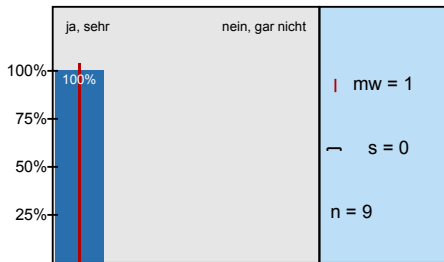 ja, sehr nein, gar nicht
100%
100%
mw = 1
75%
s = 0
50%
n = 9
25%